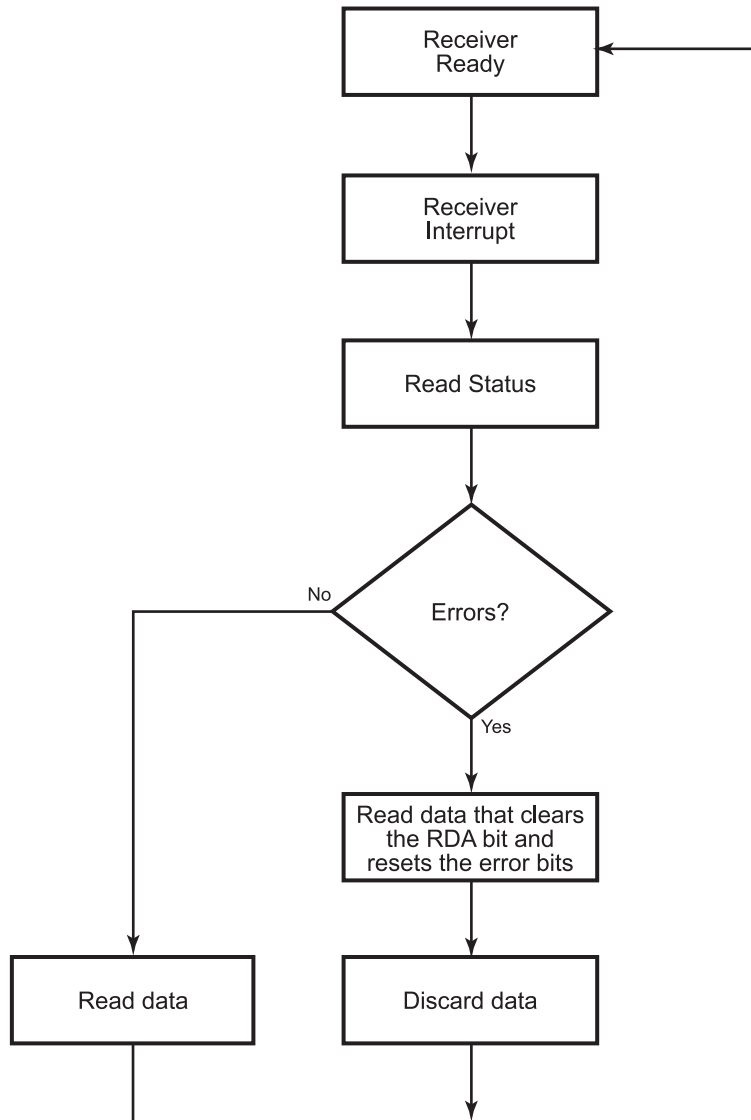 Receiver
Ready
Receiver
Interrupt
Read Status
Errors?
No
Yes
Read data that clears
the RDA bit and
resets the error bits
Read data
Discard data